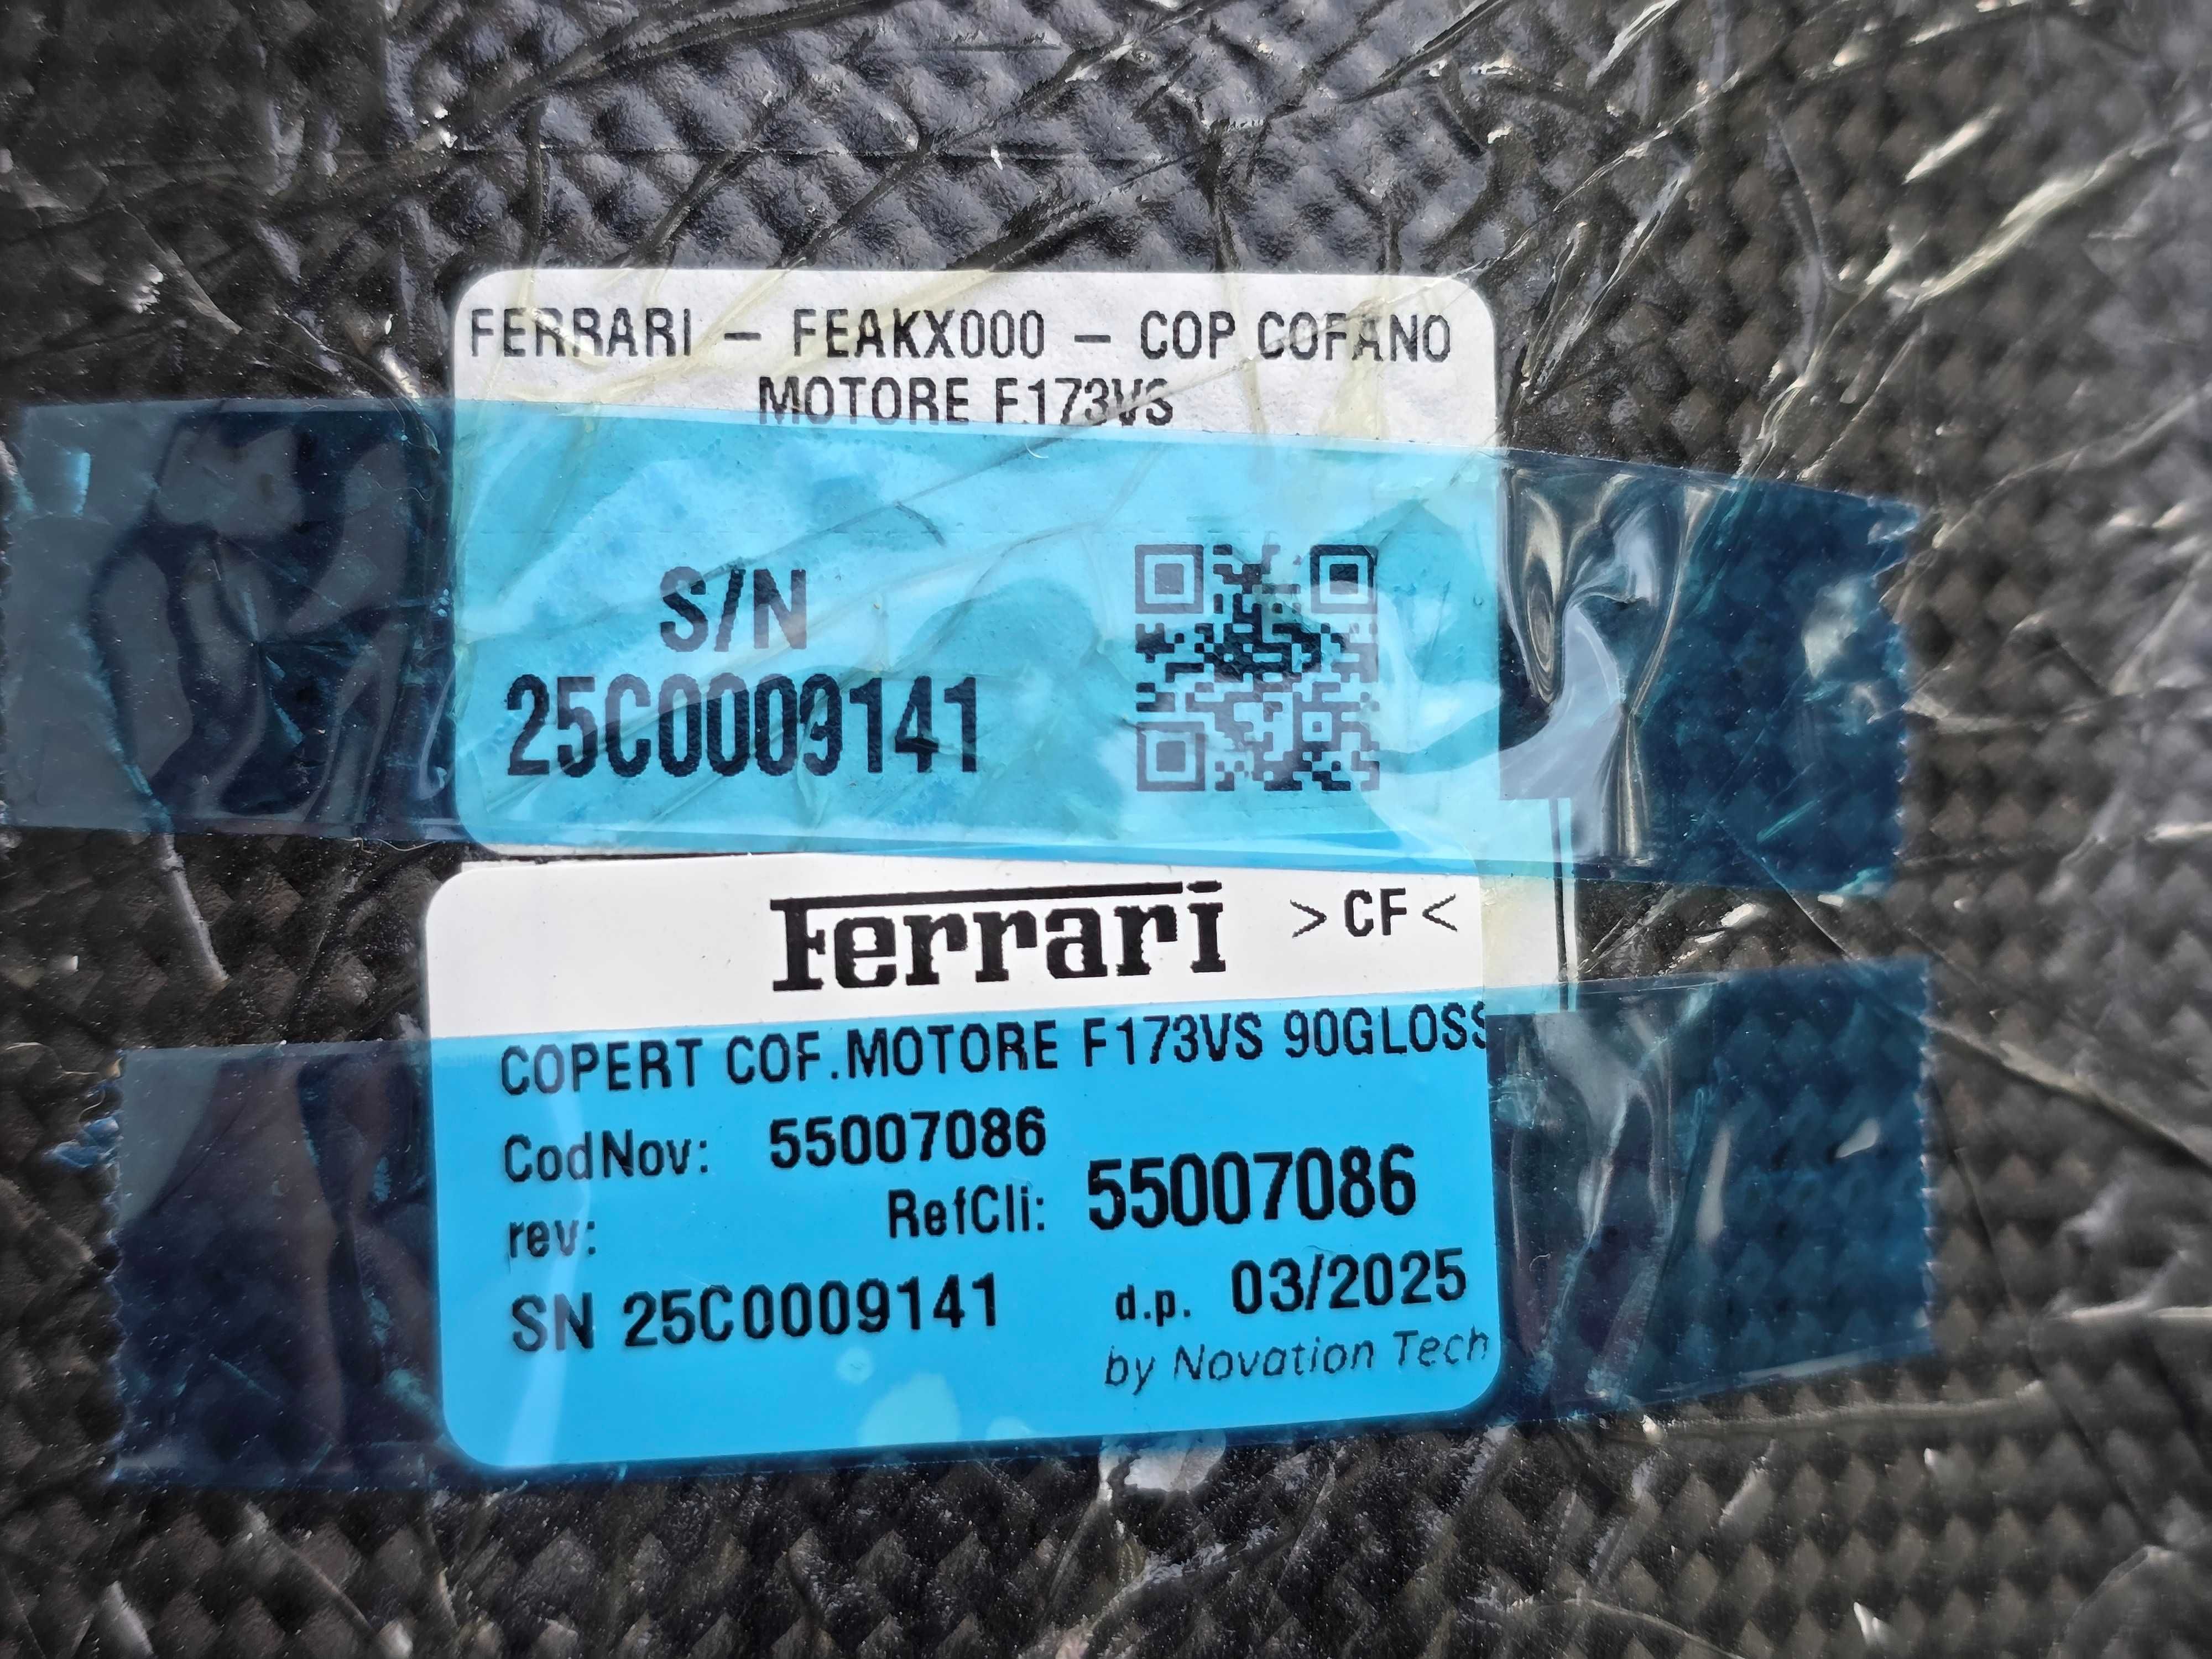 FERRARI – FEAKX000 – COP COFANO
MOTORE F173VS
S/N
25C0009141
Ferrari >CF<
COPERT COF.MOTORE F173VS 90GLOSS
CodNov: 55007086
RefCli: 55007086
rev:
SN 25C0009141 d.p. 03/2025
by Novation Tech